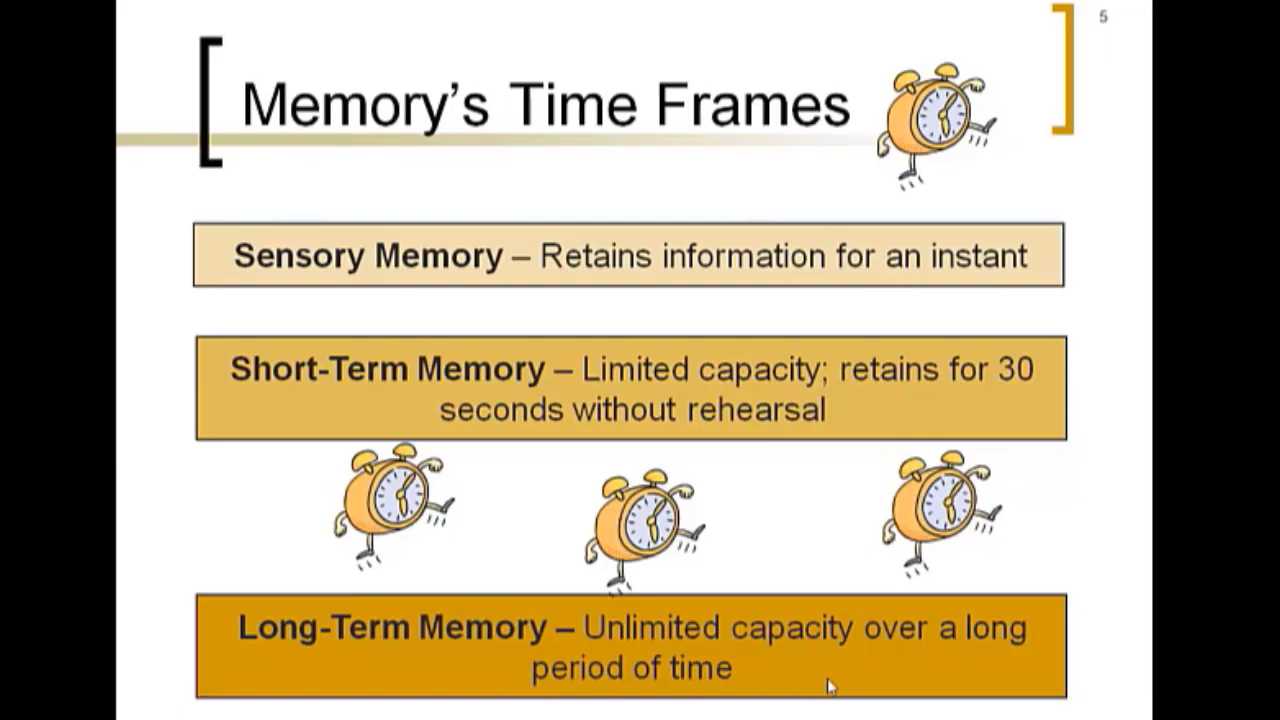 5
Memory's Time Frames
Sensory Memory – Retains information for an instant
Short-Term Memory – Limited capacity; retains for 30
seconds without rehearsal
Long-Term Memory – Unlimited capacity over a long
period of time